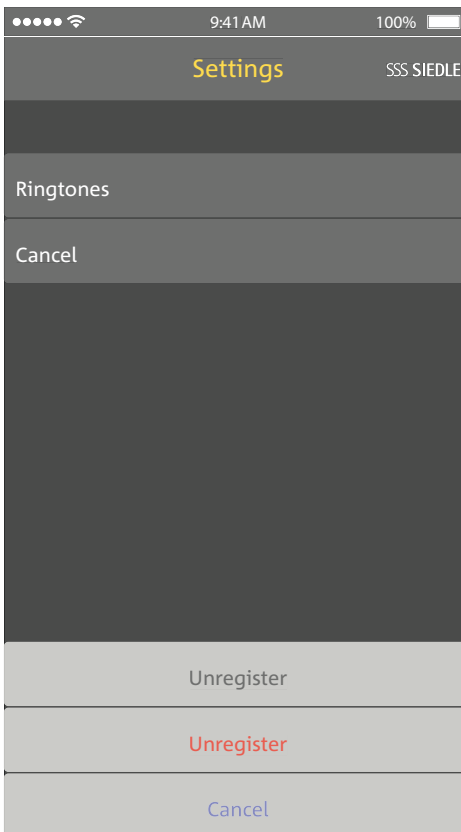 9:41 AM 100%
Settings SSS SIEDLE
Ringtones
Cancel
Unregister
Unregister
Cancel